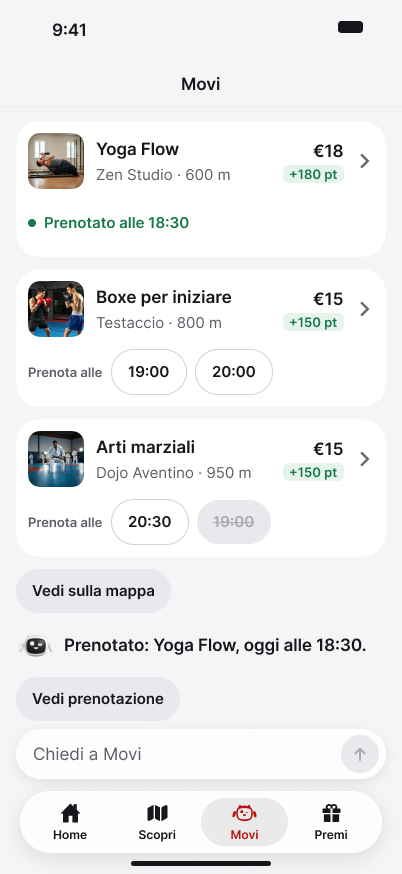 9:41
Movi
Yoga Flow
€18
Zen Studio · 600 m
+180 pt
Prenotato alle 18:30
Boxe per iniziare
€15
Testaccio · 800 m
+150 pt
Prenota alle 19:00 20:00
Arti marziali
€15
Dojo Aventino · 950 m
+150 pt
Prenota alle 20:30 19:00
Vedi sulla mappa
Prenotato: Yoga Flow, oggi alle 18:30.
Vedi prenotazione
Chiedi a Movi
Home Scopri Movi Premi